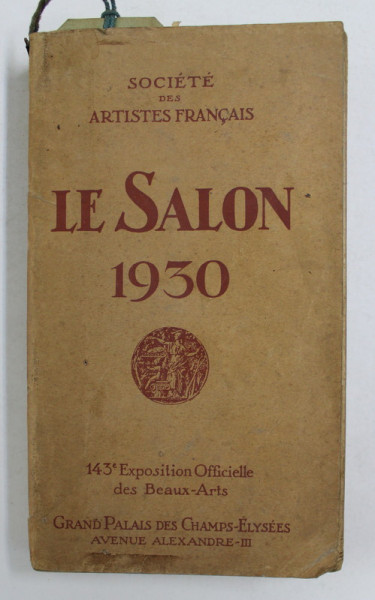 SOCIÉTÉ
DES
ARTISTES FRANÇAIS
LE SALON
1930
143e Exposition Officielle
des Beaux-Arts
GRAND PALAIS DES CHAMPS-ÉLYSÉES
AVENUE ALEXANDRE-III